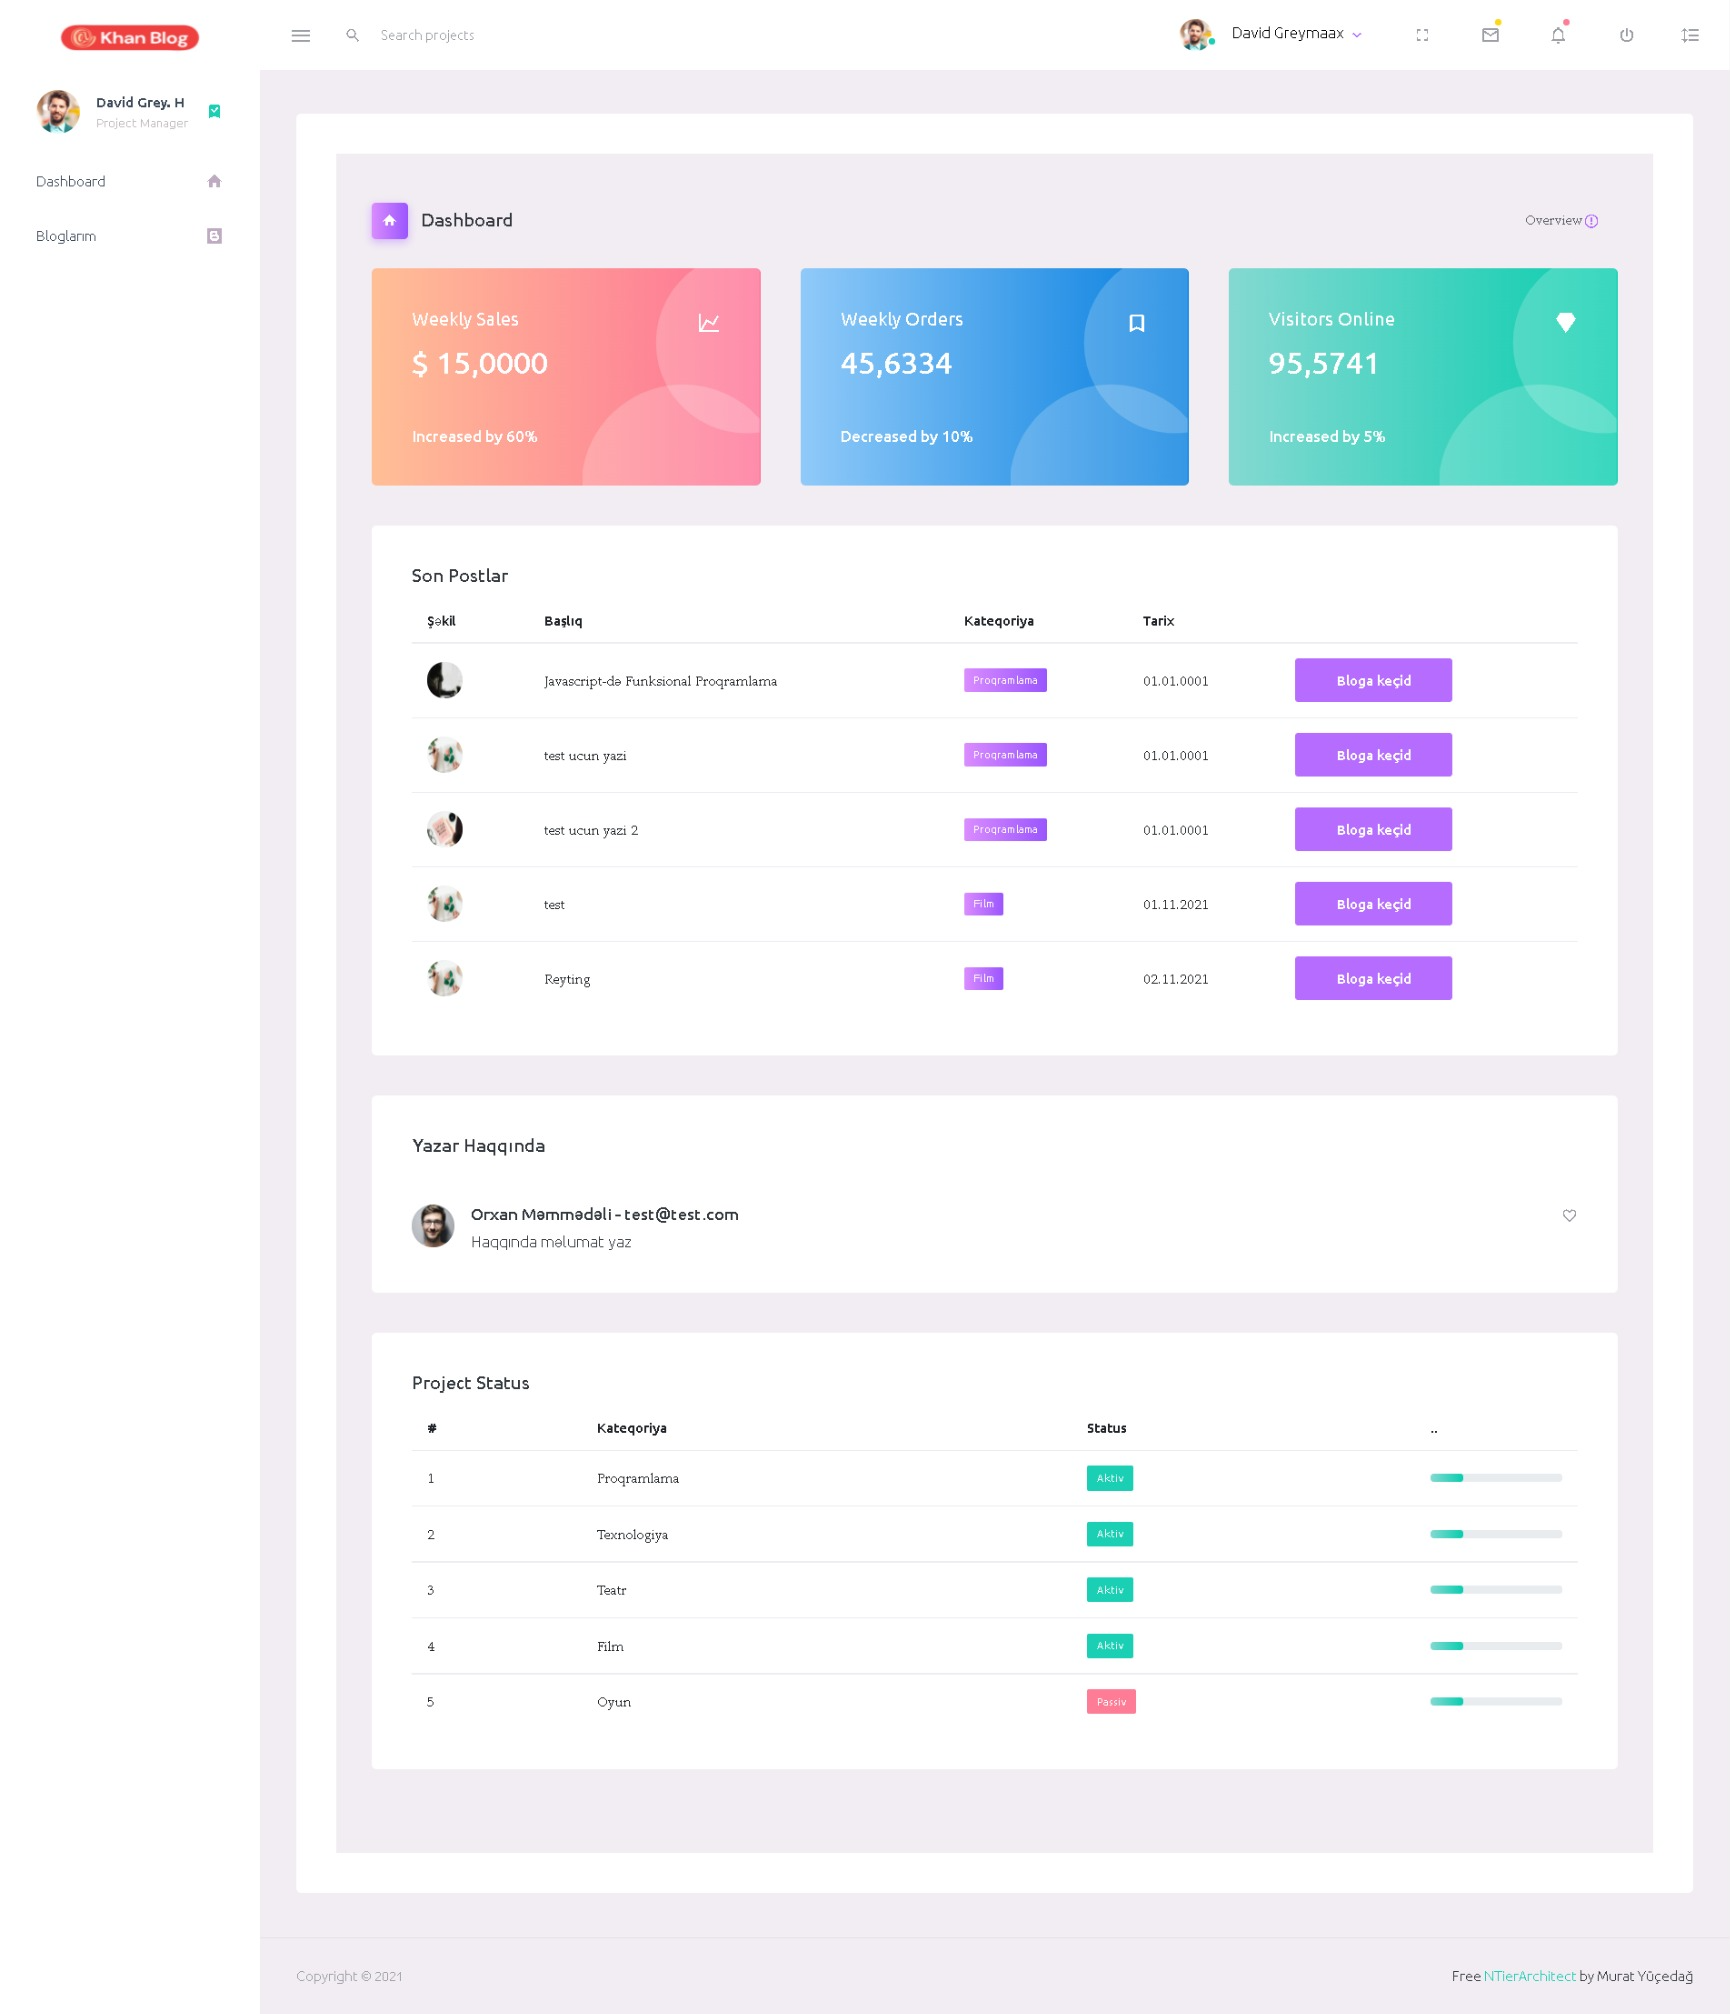 Khan Blog
Search projects
David Greymaax
David Grey. H
Project Manager
Dashboard
Bloglarım
Dashboard
Overview
Weekly Sales
$ 15,0000
Increased by 60%
Weekly Orders
45,6334
Decreased by 10%
Visitors Online
95,5741
Increased by 5%
Son Postlar
Şəkil Başlıq Kateqoriya Tarix
Javascript-də Funksional Proqramlama Proqramlama 01.01.0001 Bloga keçid
test ucun yazi Proqramlama 01.01.0001 Bloga keçid
test ucun yazi 2 Proqramlama 01.01.0001 Bloga keçid
test Film 01.11.2021 Bloga keçid
Reyting Film 02.11.2021 Bloga keçid
Yazar Haqqında
Orxan Məmmədəli - test@test.com
Haqqında məlumat yaz
Project Status
# Kateqoriya Status ..
1 Proqramlama Aktiv
2 Texnologiya Aktiv
3 Teatr Aktiv
4 Film Aktiv
5 Oyun Passiv
Copyright © 2021
Free NTierArchitect by Murat Yüçedağ